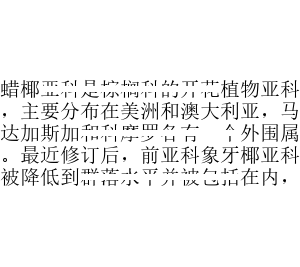 蜡椰亚科是棕榈科的开花植物亚科
，主要分布在美洲和澳大利亚，马
达加斯加和科摩罗各有一个外围属
。最近修订后，前亚科象牙椰亚科
被降低到群落水平并被包括在内，